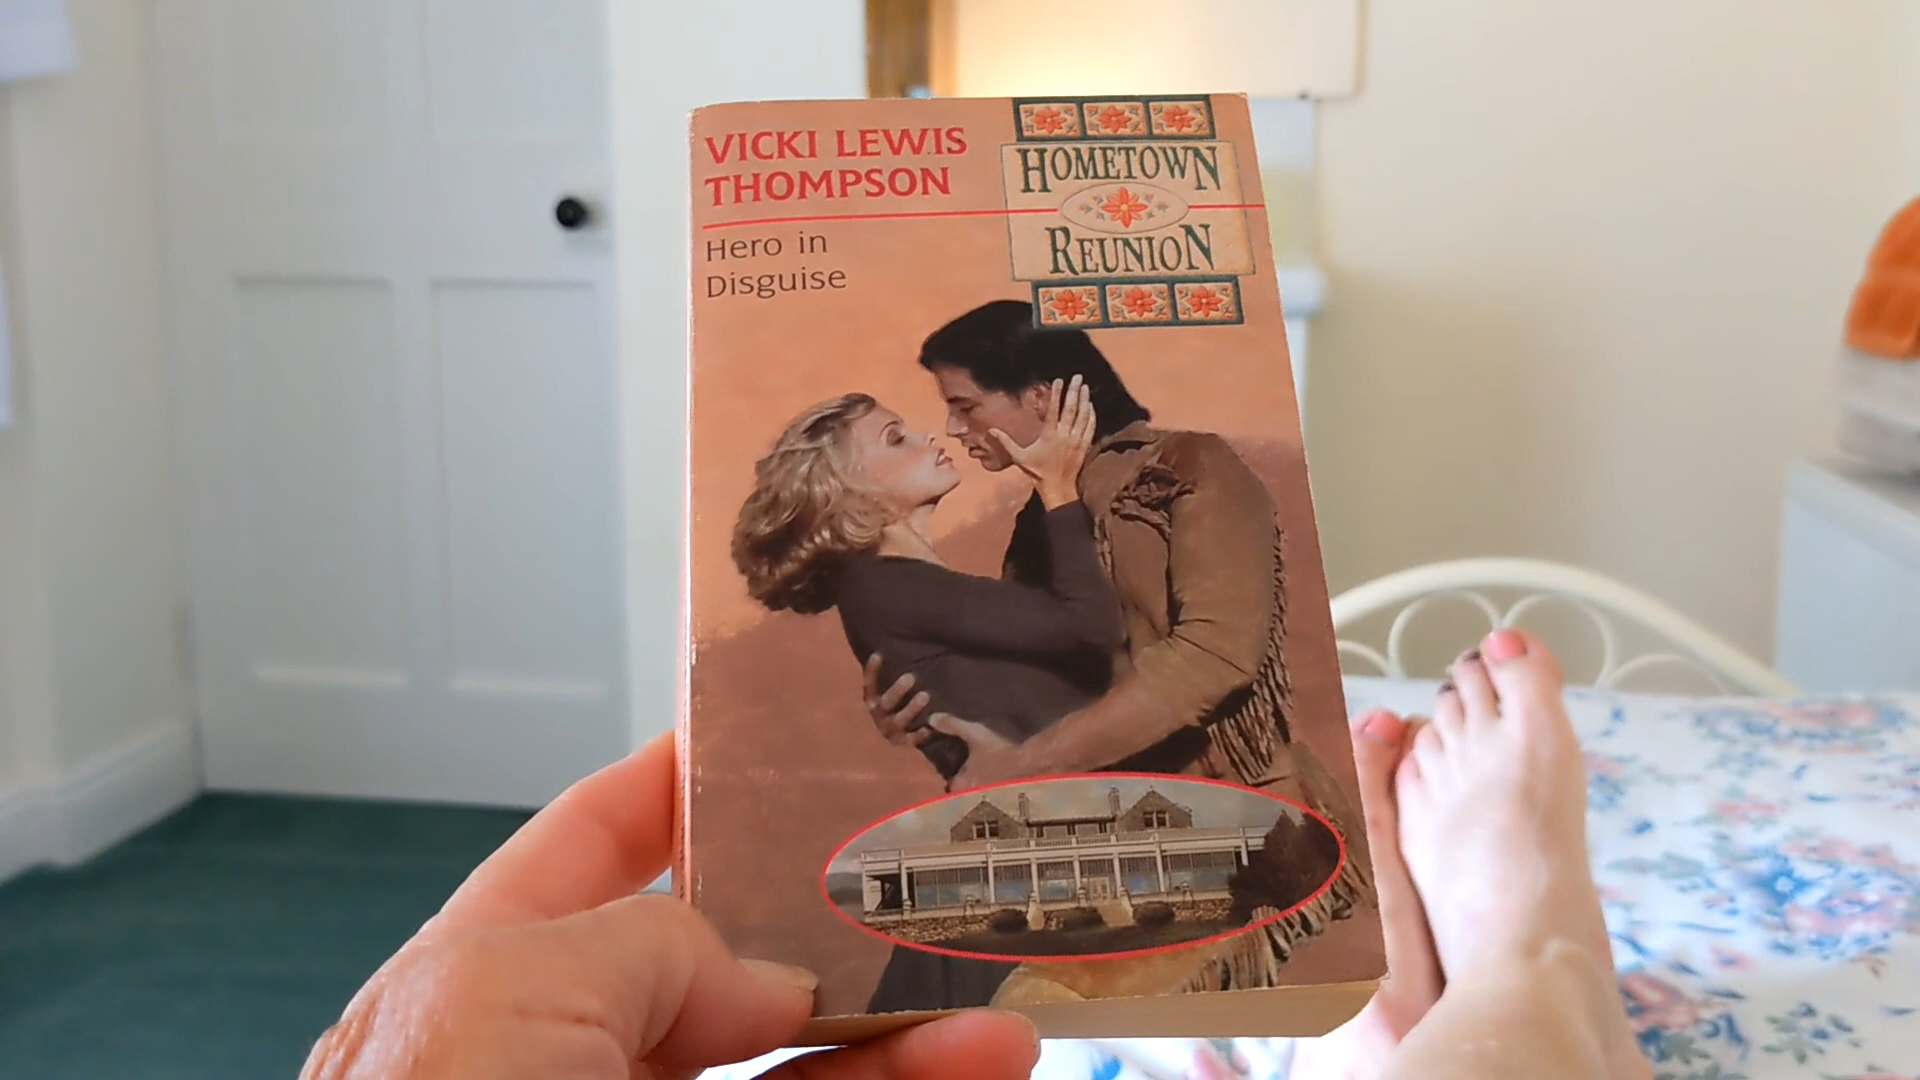 VICKI LEWIS
THOMPSON
Hero in
Disguise
HOMETOWN
REUNION